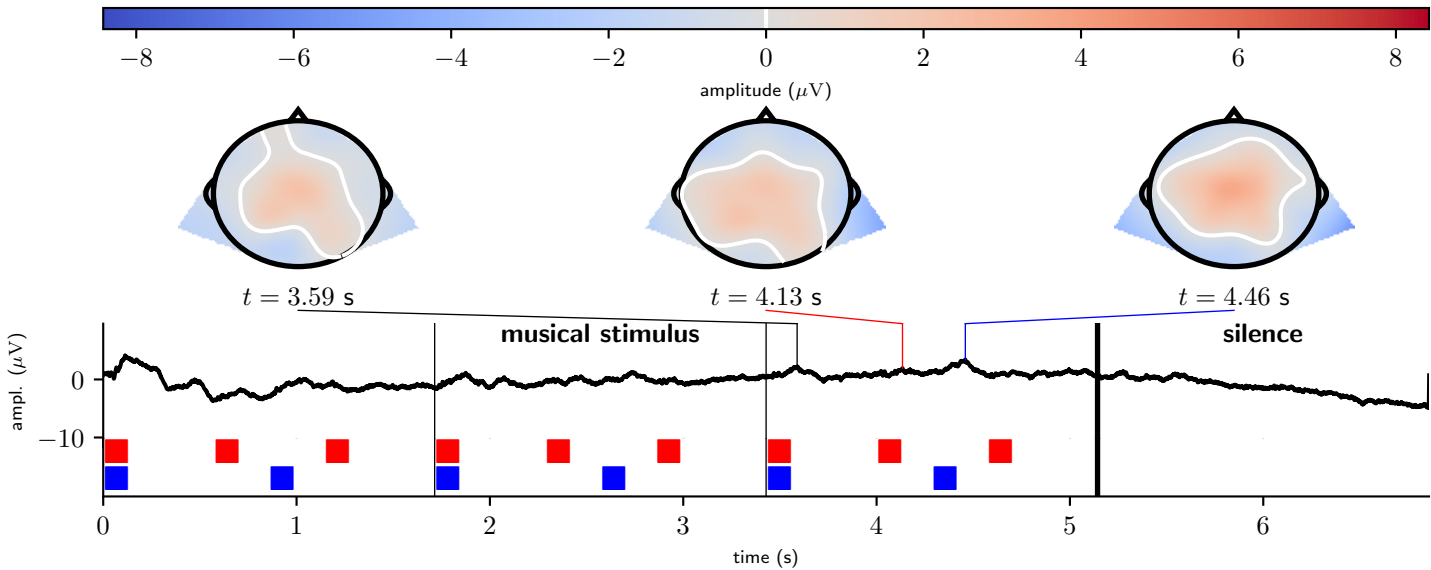 −8 −6 −4 −2 0 2 4 6 8
amplitude (μV)
t = 3.59 s t = 4.13 s t = 4.46 s
musical stimulus silence
ampl. (μV)
0
−10
0 1 2 3 4 5 6
time (s)